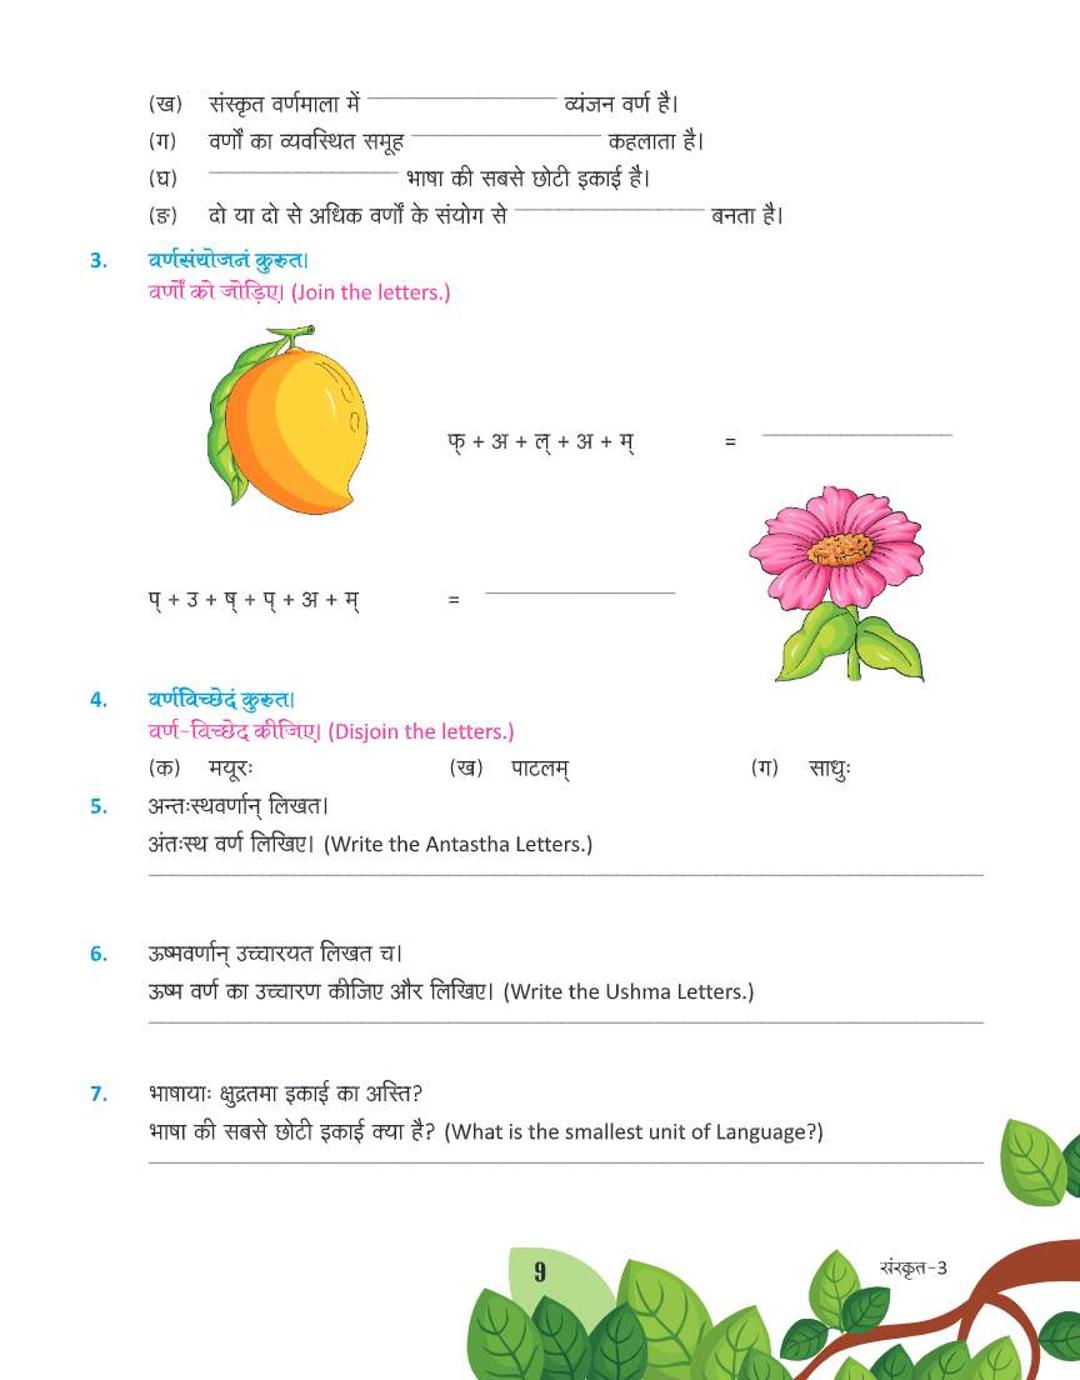 (ख) संस्कृत वर्णमाला में ____________ व्यंजन वर्ण है।
(ग) वर्णों का व्यवस्थित समूह ____________ कहलाता है।
(घ) ____________ भाषा की सबसे छोटी इकाई है।
(ङ) दो या दो से अधिक वर्णों के संयोग से ____________ बनता है।
3. वर्णसंयोजनं कुरुत।
वर्णों को जोड़िए। (Join the letters.)
फ् + अ + ल् + अ + म् = ____________
प् + उ + ष् + प् + अ + म् = ____________
4. वर्णविच्छेदं कुरुत।
वर्ण-विच्छेद कीजिए। (Disjoin the letters.)
(क) मयूरः (ख) पाटलम् (ग) साधुः
5. अन्तःस्थवर्णान् लिखत।
अंतःस्थ वर्ण लिखिए। (Write the Antastha Letters.)
6. ऊष्मवर्णान् उच्चारयत लिखत च।
ऊष्म वर्ण का उच्चारण कीजिए और लिखिए। (Write the Ushma Letters.)
7. भाषायाः क्षुद्रतमा इकाई का अस्ति?
भाषा की सबसे छोटी इकाई क्या है? (What is the smallest unit of Language?)
9
संस्कृत-3